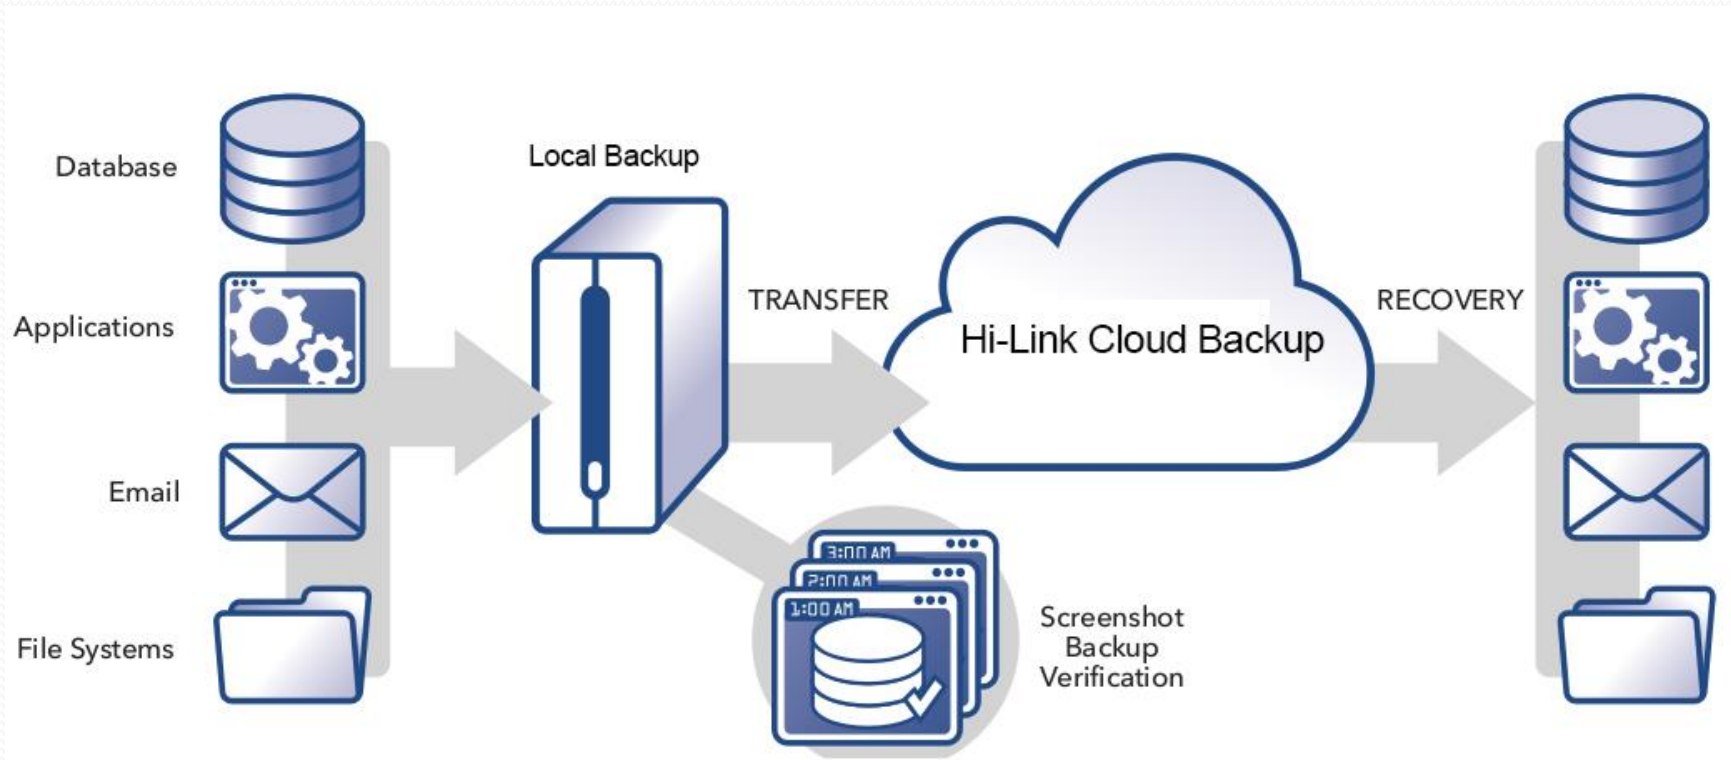 Database
Applications
Email
File Systems
Local Backup
TRANSFER
Hi-Link Cloud Backup
RECOVERY
3:00 AM
2:00 AM
1:00 AM
Screenshot
Backup
Verification